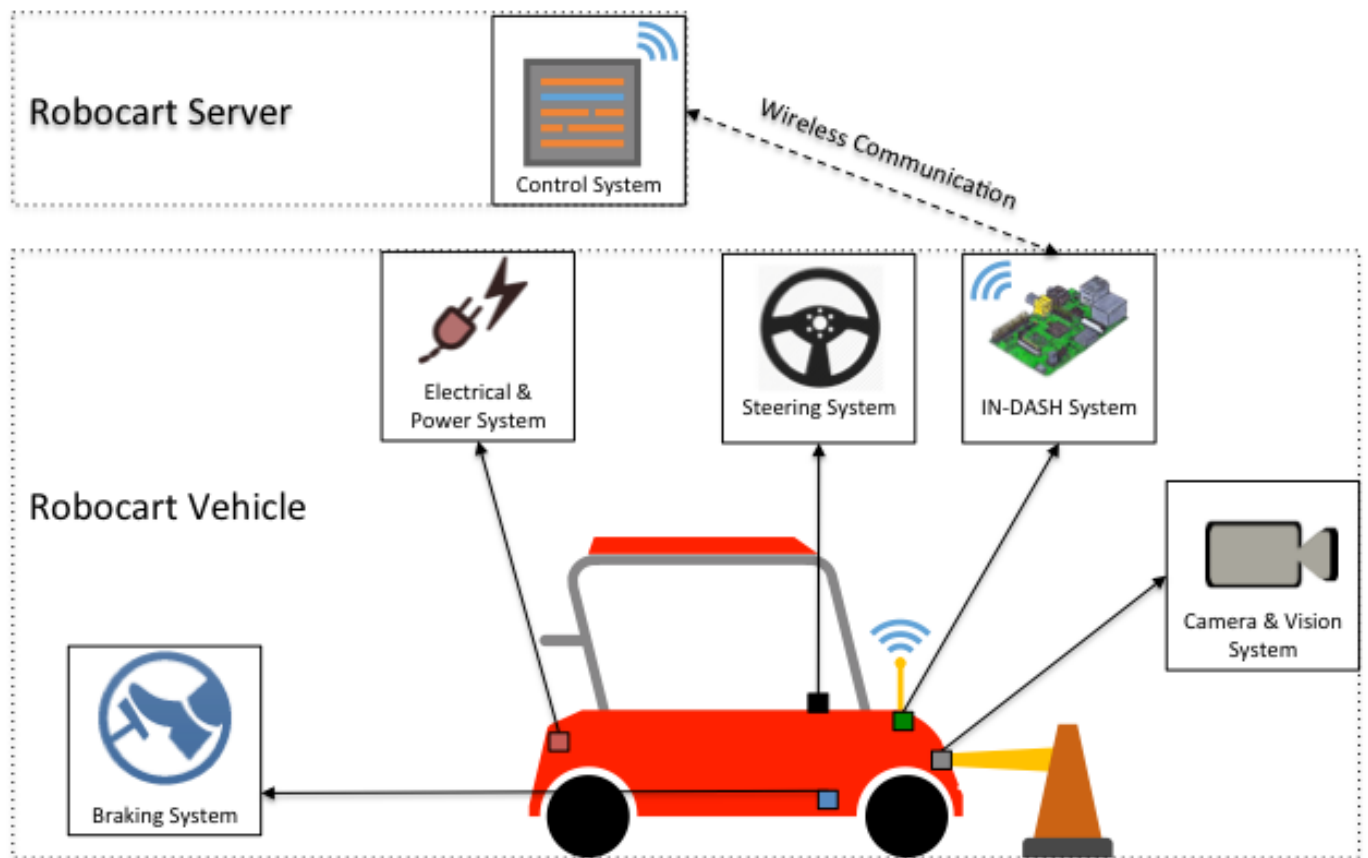 Robocart Server
Control System
Wireless Communication
Electrical &
Power System
Steering System
IN-DASH System
Robocart Vehicle
Camera & Vision
System
Braking System